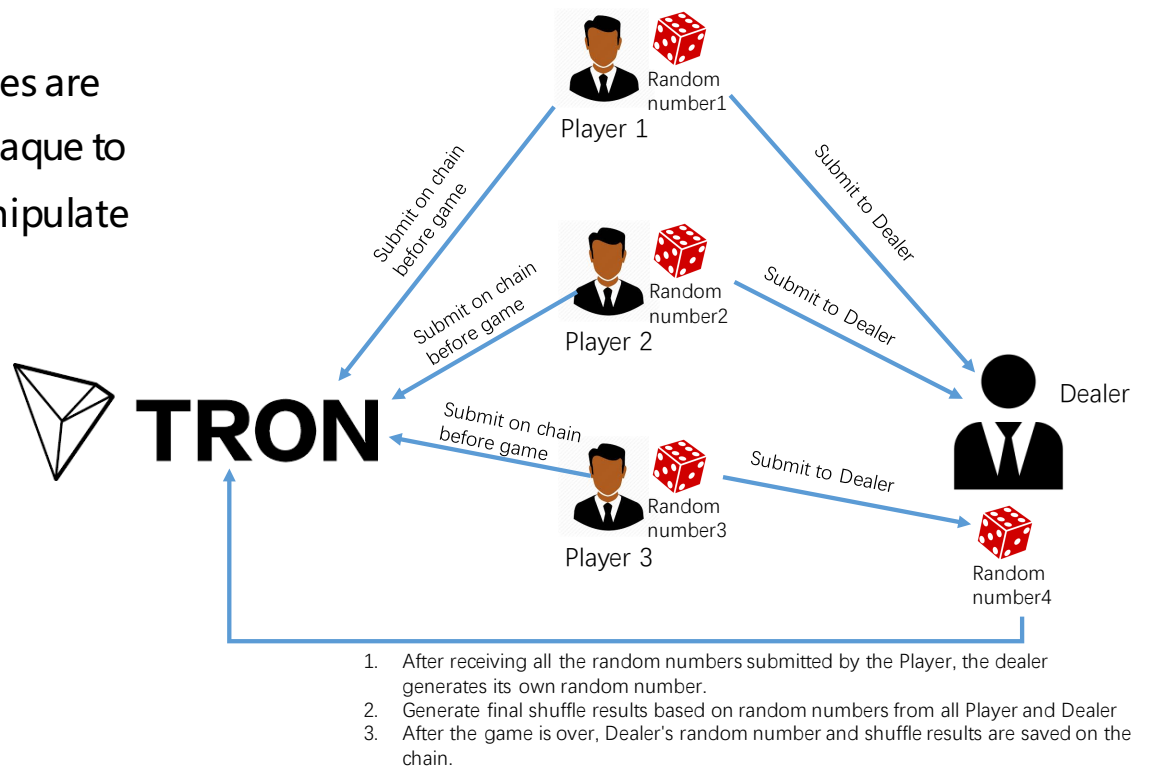 es are
aque to
nipulate
Random
number1
Player 1
Submit on chain
before game
Submit to Dealer
Random
number2
Player 2
Submit on chain
before game
Submit to Dealer
TRON
Dealer
Submit on chain
before game
Random
number3
Player 3
Submit to Dealer
Random
number4
1. After receiving all the random numbers submitted by the Player, the dealer
generates its own random number.
2. Generate final shuffle results based on random numbers from all Player and Dealer
3. After the game is over, Dealer's random number and shuffle results are saved on the
chain.